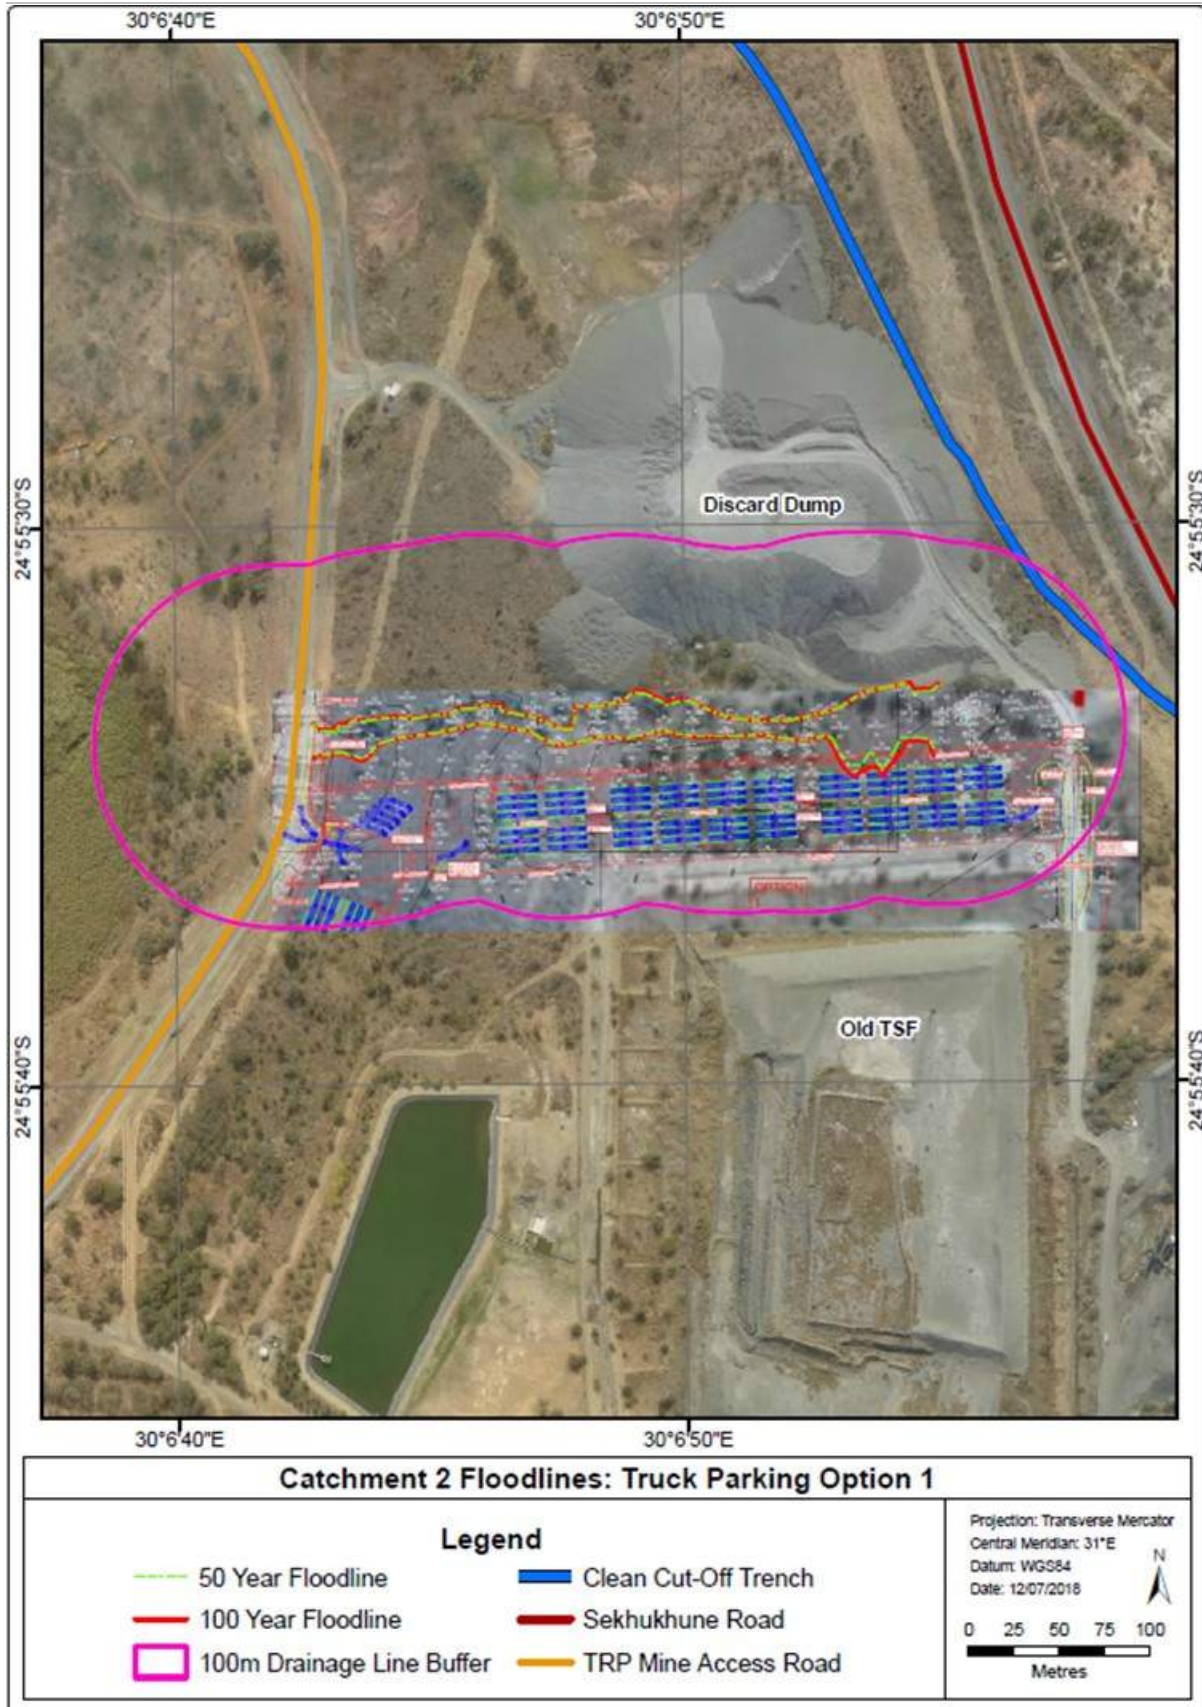 30°6'40"E
30°6'50"E
24°55'30"S
24°55'30"S
Discard Dump
OPTION
Old TSF
24°55'40"S
24°55'40"S
30°6'40"E
30°6'50"E
Catchment 2 Floodlines: Truck Parking Option 1
Legend
50 Year Floodline
100 Year Floodline
100m Drainage Line Buffer
Clean Cut-Off Trench
Sekhukhune Road
TRP Mine Access Road
Projection: Transverse Mercator
Central Meridian: 31°E
Datum: WGS84
Date: 12/07/2018
N
0 25 50 75 100
Metres